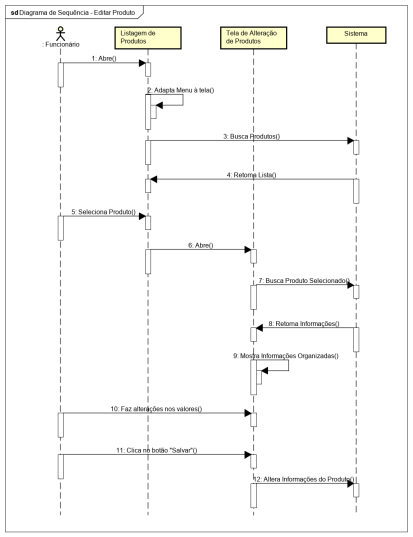 sd Diagrama de Sequência - Editar Produto
: Funcionário
Listagem de
Produtos
Tela de Alteração
de Produtos
Sistema
1: Abre()
2: Adapta Menu à tela()
3: Busca Produtos()
4: Retorna Lista()
5: Seleciona Produto()
6: Abre()
7: Busca Produto Selecionado()
8: Retorna Informações()
9: Mostra Informações Organizadas()
10: Faz alterações nos valores()
11: Clica no botão "Salvar"()
12: Altera Informações do Produto()